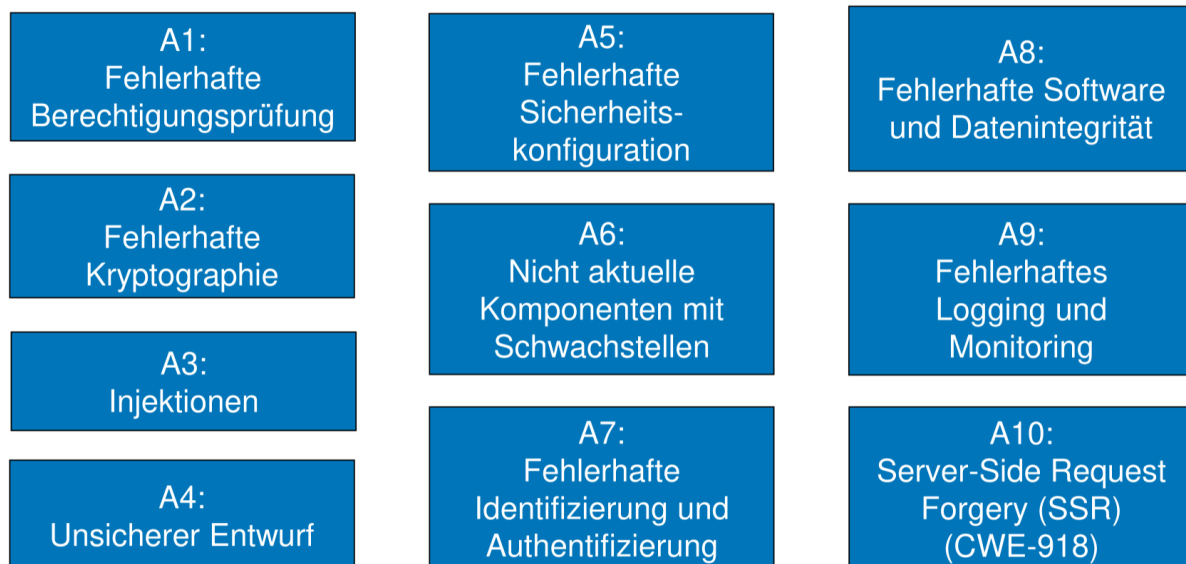 A1:
Fehlerhafte
Berechtigungsprüfung
A2:
Fehlerhafte
Kryptographie
A3:
Injektionen
A4:
Unsicherer Entwurf
A5:
Fehlerhafte
Sicherheits-
konfiguration
A6:
Nicht aktuelle
Komponenten mit
Schwachstellen
A7:
Fehlerhafte
Identifizierung und
Authentifizierung
A8:
Fehlerhafte Software
und Datenintegrität
A9:
Fehlerhaftes
Logging und
Monitoring
A10:
Server-Side Request
Forgery (SSR)
(CWE-918)